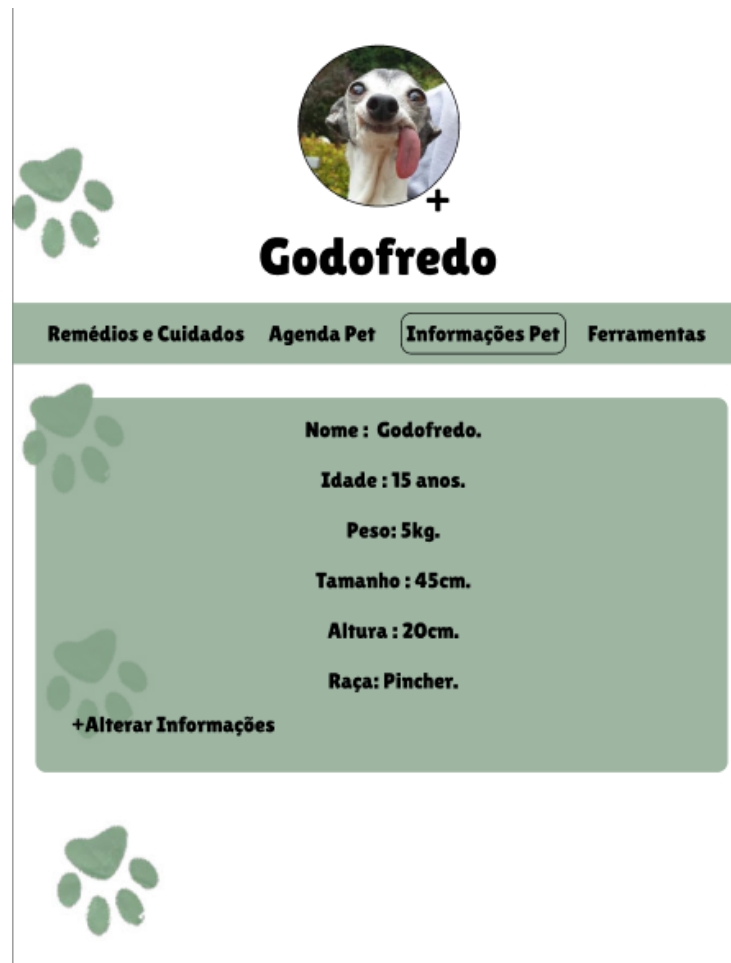 +
Godofredo
Remédios e Cuidados Agenda Pet Informações Pet Ferramentas
Nome : Godofredo.
Idade : 15 anos.
Peso: 5kg.
Tamanho : 45cm.
Altura : 20cm.
Raça: Pincher.
+Alterar Informações